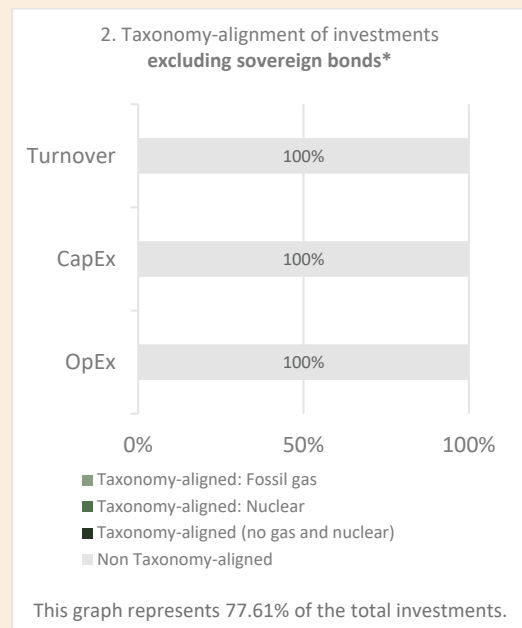 2. Taxonomy-alignment of investments
excluding sovereign bonds*
Turnover
100%
CapEx
100%
OpEx
100%
0%
50%
100%
Taxonomy-aligned: Fossil gas
Taxonomy-aligned: Nuclear
Taxonomy-aligned (no gas and nuclear)
Non Taxonomy-aligned
This graph represents 77.61% of the total investments.